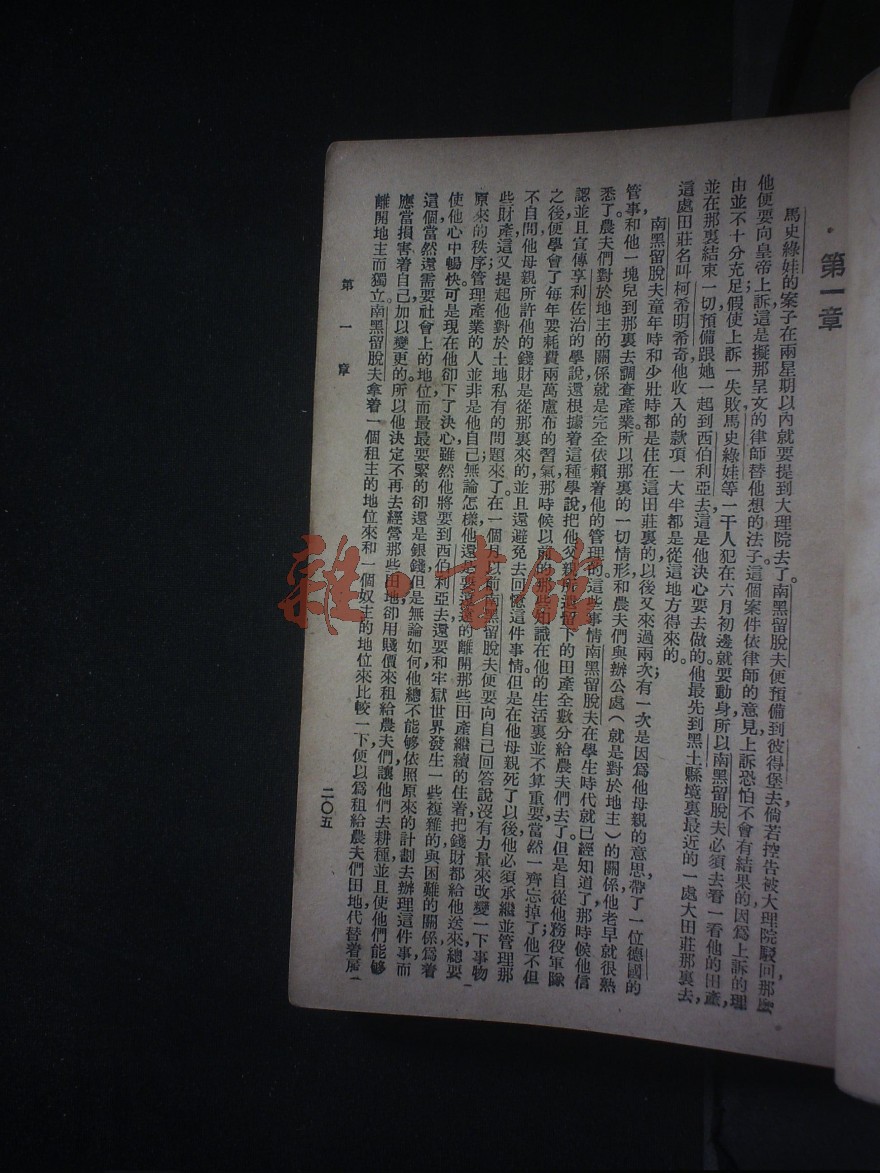 第一章
馬史綠娃的案子在兩星期以內就要提到大理院去了。南黑留脫夫便預備到彼得堡去,倘若控告被大理院駁回,那麼
他便要向皇帝上訴,這是擬那呈文的律師替他想的法子;這個案件依律師的意見,上訴恐怕不會有結果的,因爲上訴的理
由並不十分充足,假使上訴一失敗,馬史綠娃等一干人犯在六月初邊就要動身,所以南黑留脫夫必須去看一看他的田產,
並在那裏結束一切,預備跟她一起到西伯利亞去,這是他決心要去做的。他最先到黑土縣境裏最近的一處大田莊那裏去,
這處田莊名叫柯希明希奇,他收入的款項一大半都是從這地方得來的。
南黑留脫夫童年時和少壯時都是住在這田莊裏的,以後又來過兩次;有一次是因爲他母親的意思,帶了一位德國的
管事和他一塊兒到那裏去調查產業。所以那裏的一切情形和農夫們與辦公處(就是對於地主)的關係,他老早就很熟
悉了。農夫們對於地主的關係就是完全依賴着他的管理的。這些事情南黑留脫夫在學生時代就已經知道了,那時候他信
認並且宣傳享利佐治的學說,還根據着這種學說,把他父親所遺留下的田產全數分給農夫們去了。但是自從他務役軍隊
之後,便學會了每年要耗費兩萬盧布的習氣,那時候以前的那些知識在他的生活裏並不算重要,當然一齊忘掉了;他不但
不自問他母親所許他的錢財是從那裏來的,並且還避免去回憶這件事情。但是在他母親死了以後,他必須承繼並管理那
些財產,這又提起他對於土地私有的問題來了。在一個月以前南黑留脫夫便要向自己回答說沒有力量來改變一下事物
原來的秩序;管理產業的人並非是他自己;無論怎樣,他還是要遠遠的離開那些田產繼續的住着,把錢財都給他送來,總要
使他心中暢快。可是現在他卻下了決心,雖然他將要到西伯利亞去,還要和牢獄世界發生一些複雜的與困難的關係,爲着
這個當然還需要社會上的地位,而最最要緊的卻還是銀錢,但是無論如何,他總不能够依照原來的計劃去辦理這件事,而
應當損害着自己,加以變更的。所以他決定不再去經營那些田地,卻用賤價來租給農夫們,讓他們去耕種,並且使他們能够
離開地主而獨立。南黑留脫夫拿着一個租主的地位來和一個奴主的地位來比較一下,便以爲租給農夫們田地代替着
第一章
二〇五
雜书館